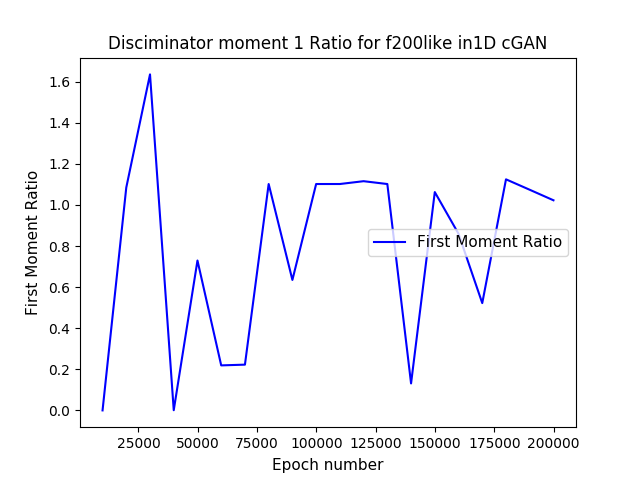 Disciminator moment 1 Ratio for f200like in1D cGAN
First Moment Ratio
1.6
1.4
1.2
1.0
0.8
0.6
0.4
0.2
0.0
First Moment Ratio
25000 50000 75000 100000 125000 150000 175000 200000
Epoch number